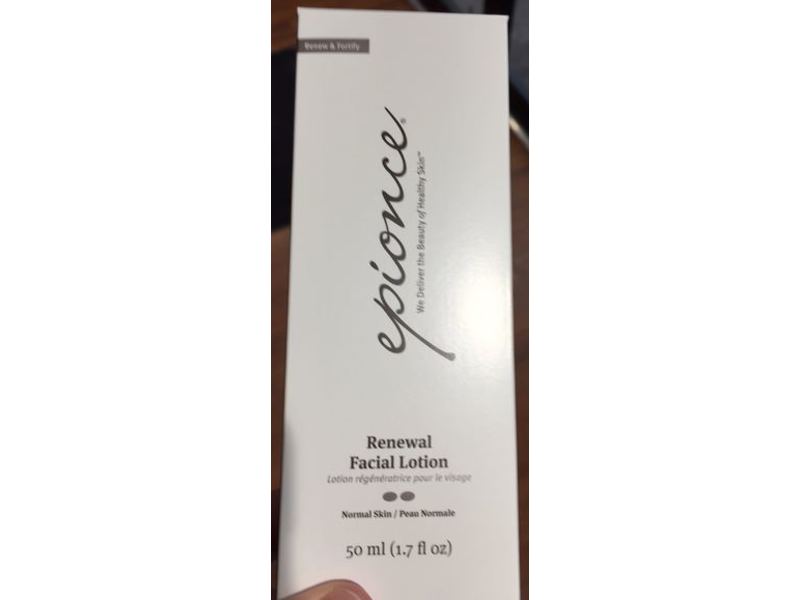 Renew & Fortify
epionce®
We Deliver the Beauty of Healthy Skin™
Renewal
Facial Lotion
Lotion régénératrice pour le visage
Normal Skin / Peau Normale
50 ml (1.7 fl oz)